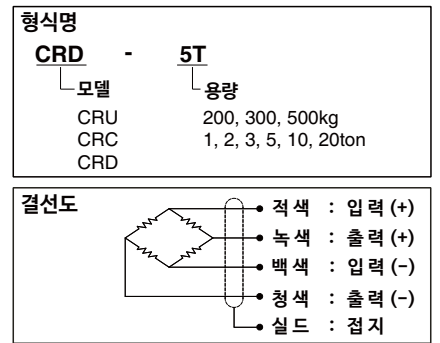 형식명
CRD - 5T
모델 용량
CRU 200, 300, 500kg
CRC 1, 2, 3, 5, 10, 20ton
CRD
결선도
적색 : 입력 (+)
녹색 : 출력 (+)
백색 : 입력 (−)
청색 : 출력 (−)
실드 : 접지